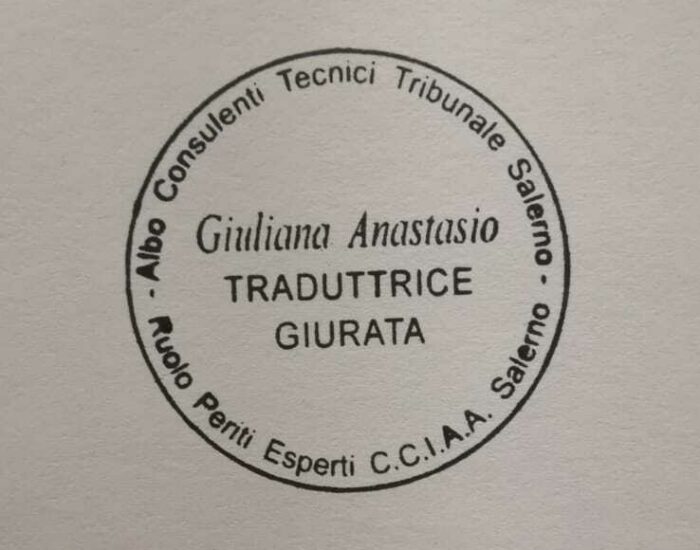 - Albo Consulenti Tecnici Tribunale Salerno -
Giuliana Anastasio
TRADUTTRICE
GIURATA
Ruolo Periti Esperti C.C.I.A.A. Salerno